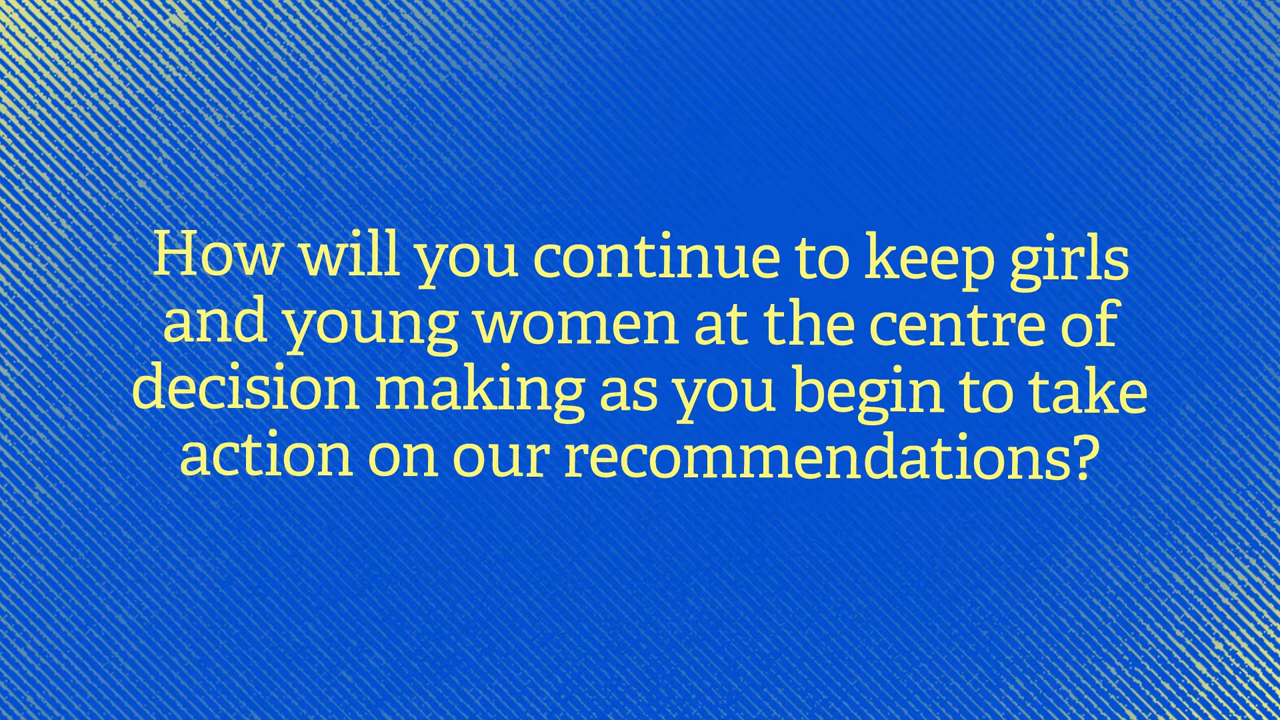 How will you continue to keep girls
and young women at the centre of
decision making as you begin to take
action on our recommendations?